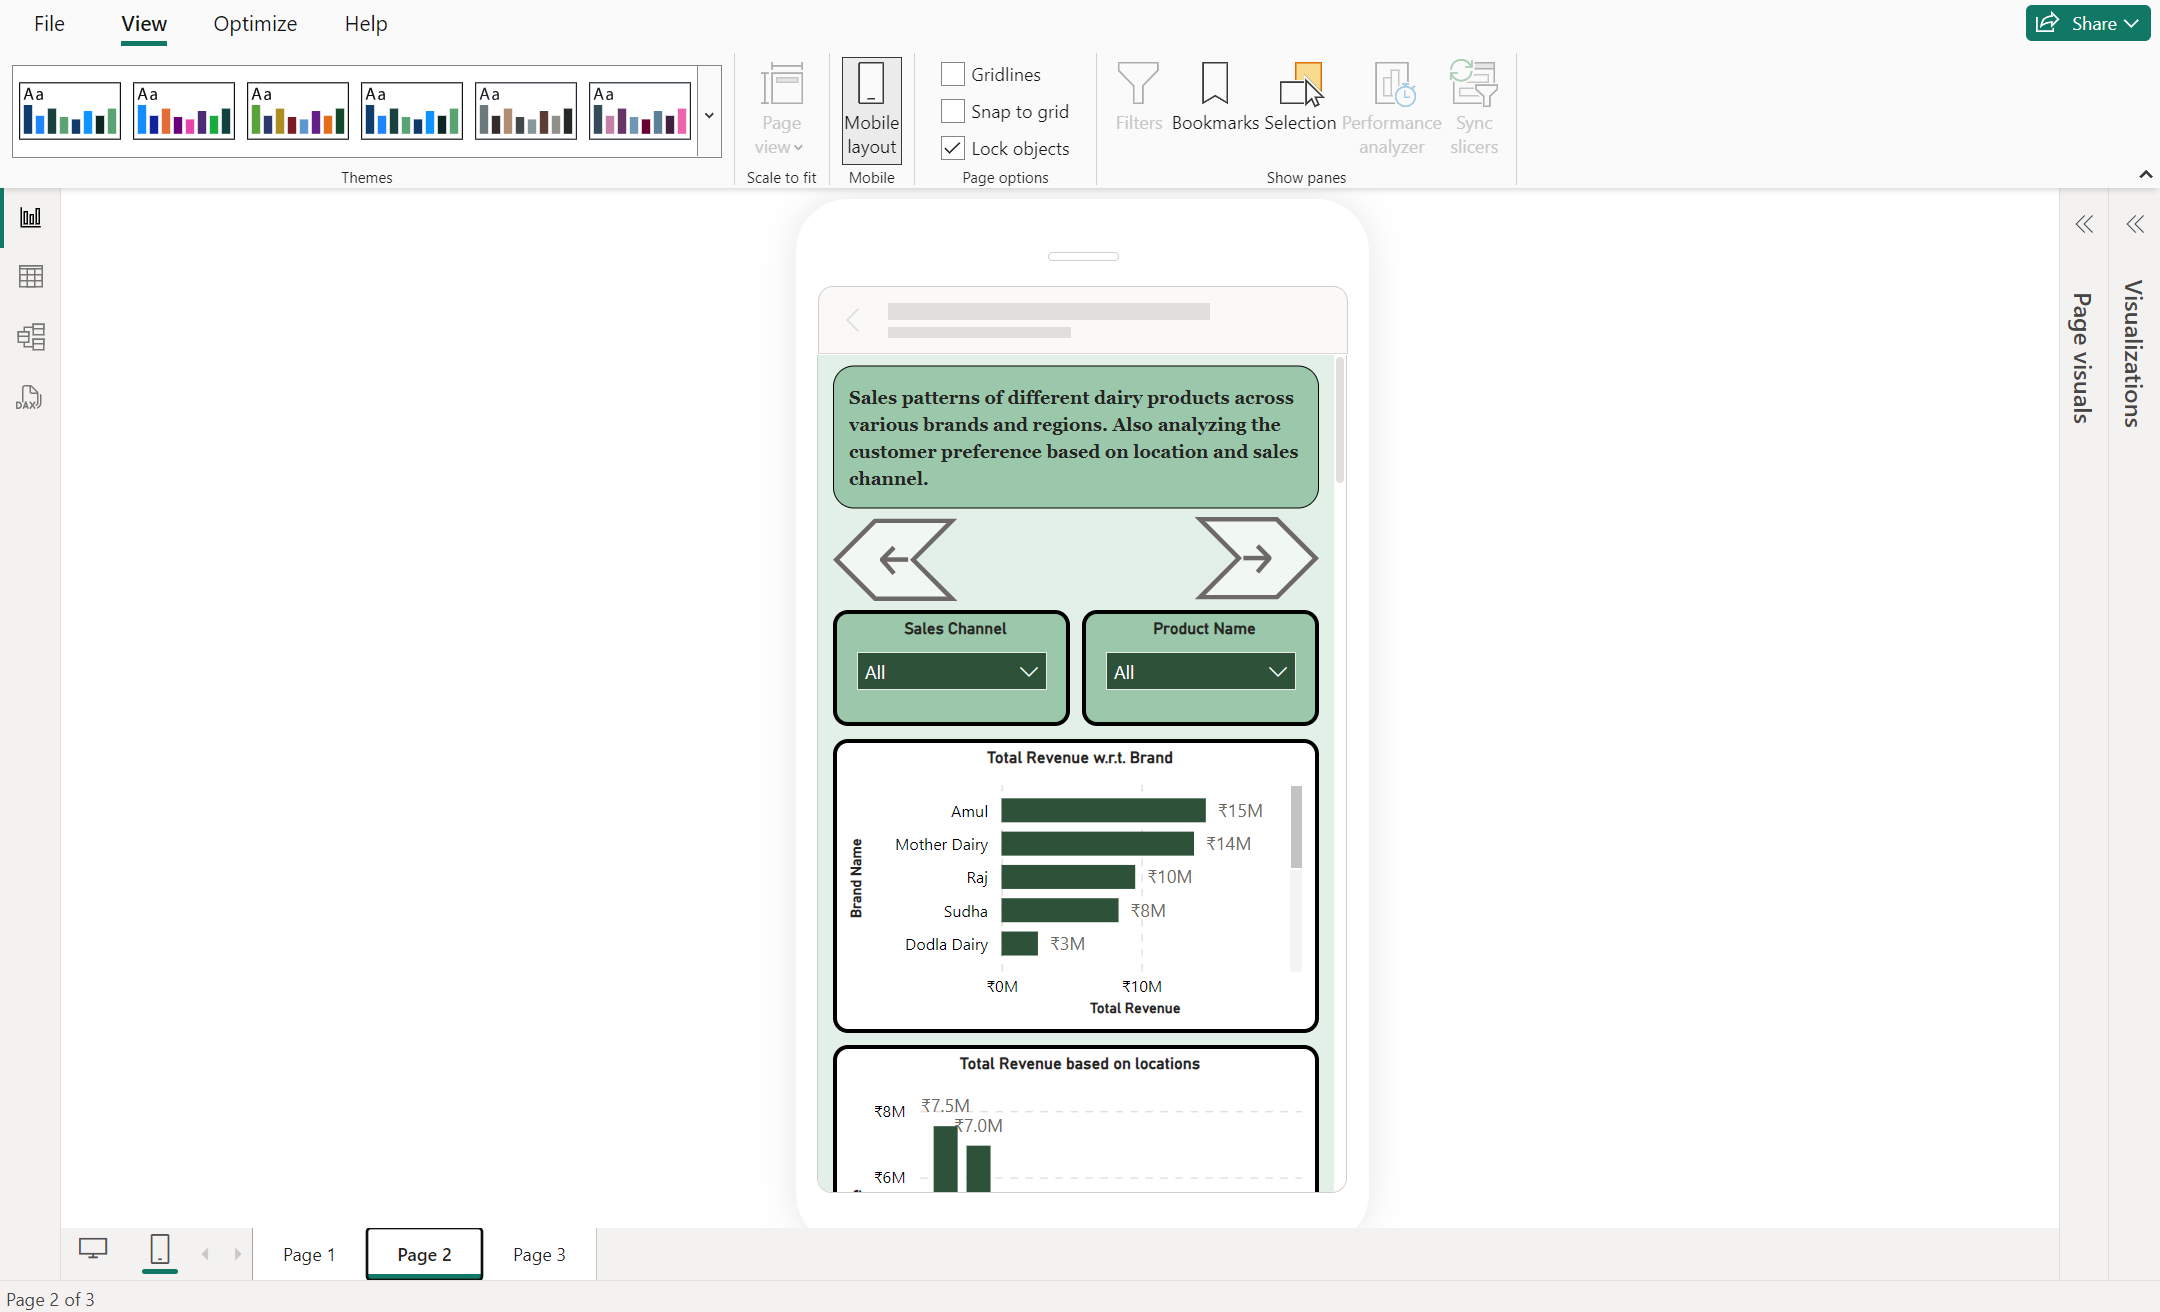 File
View
Optimize
Help
Share
Aa
Aa
Aa
Aa
Aa
Aa
Themes
Page
view
Scale to fit
Mobile
layout
Mobile
Gridlines
Snap to grid
Lock objects
Page options
Filters
Bookmarks
Selection
Performance
analyzer
Sync
slicers
Show panes
DAX
Page visuals
Visualizations
Sales patterns of different dairy products across
various brands and regions. Also analyzing the
customer preference based on location and sales
channel.
Sales Channel
All
Product Name
All
Total Revenue w.r.t. Brand
Brand Name
Amul ₹15M
Mother Dairy ₹14M
Raj ₹10M
Sudha ₹8M
Dodla Dairy ₹3M
₹0M ₹10M
Total Revenue
Total Revenue based on locations
₹8M
₹7.5M
₹7.0M
₹6M
Page 1
Page 2
Page 3
Page 2 of 3